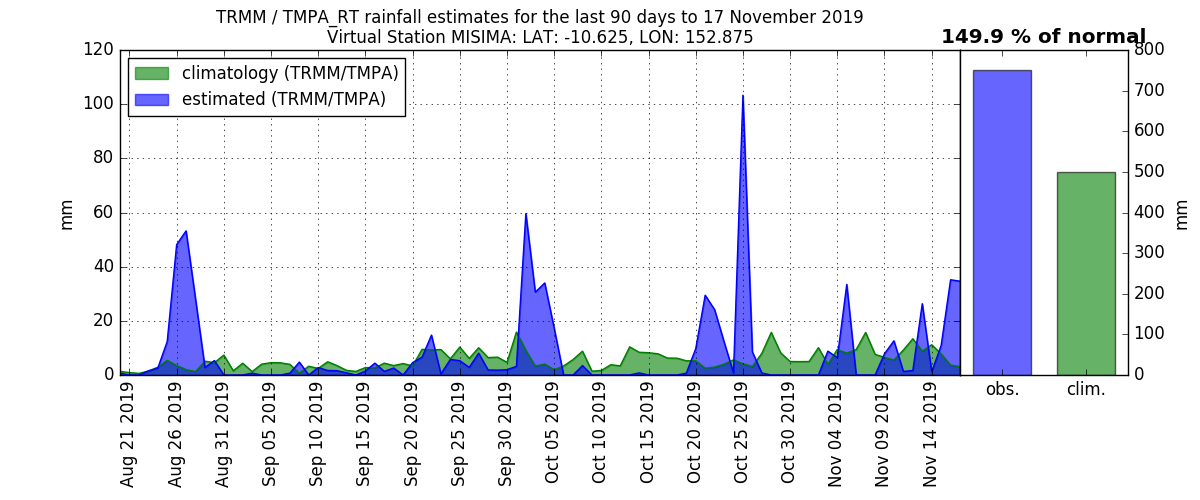 TRMM / TMPA_RT rainfall estimates for the last 90 days to 17 November 2019
Virtual Station MISIMA: LAT: -10.625, LON: 152.875
149.9 % of normal
climatology (TRMM/TMPA)
estimated (TRMM/TMPA)
mm
120
100
80
60
40
20
0
Aug 21 2019
Aug 26 2019
Aug 31 2019
Sep 05 2019
Sep 10 2019
Sep 15 2019
Sep 20 2019
Sep 25 2019
Sep 30 2019
Oct 05 2019
Oct 10 2019
Oct 15 2019
Oct 20 2019
Oct 25 2019
Oct 30 2019
Nov 04 2019
Nov 09 2019
Nov 14 2019
obs.
clim.
800
700
600
500
400
300
200
100
0
mm